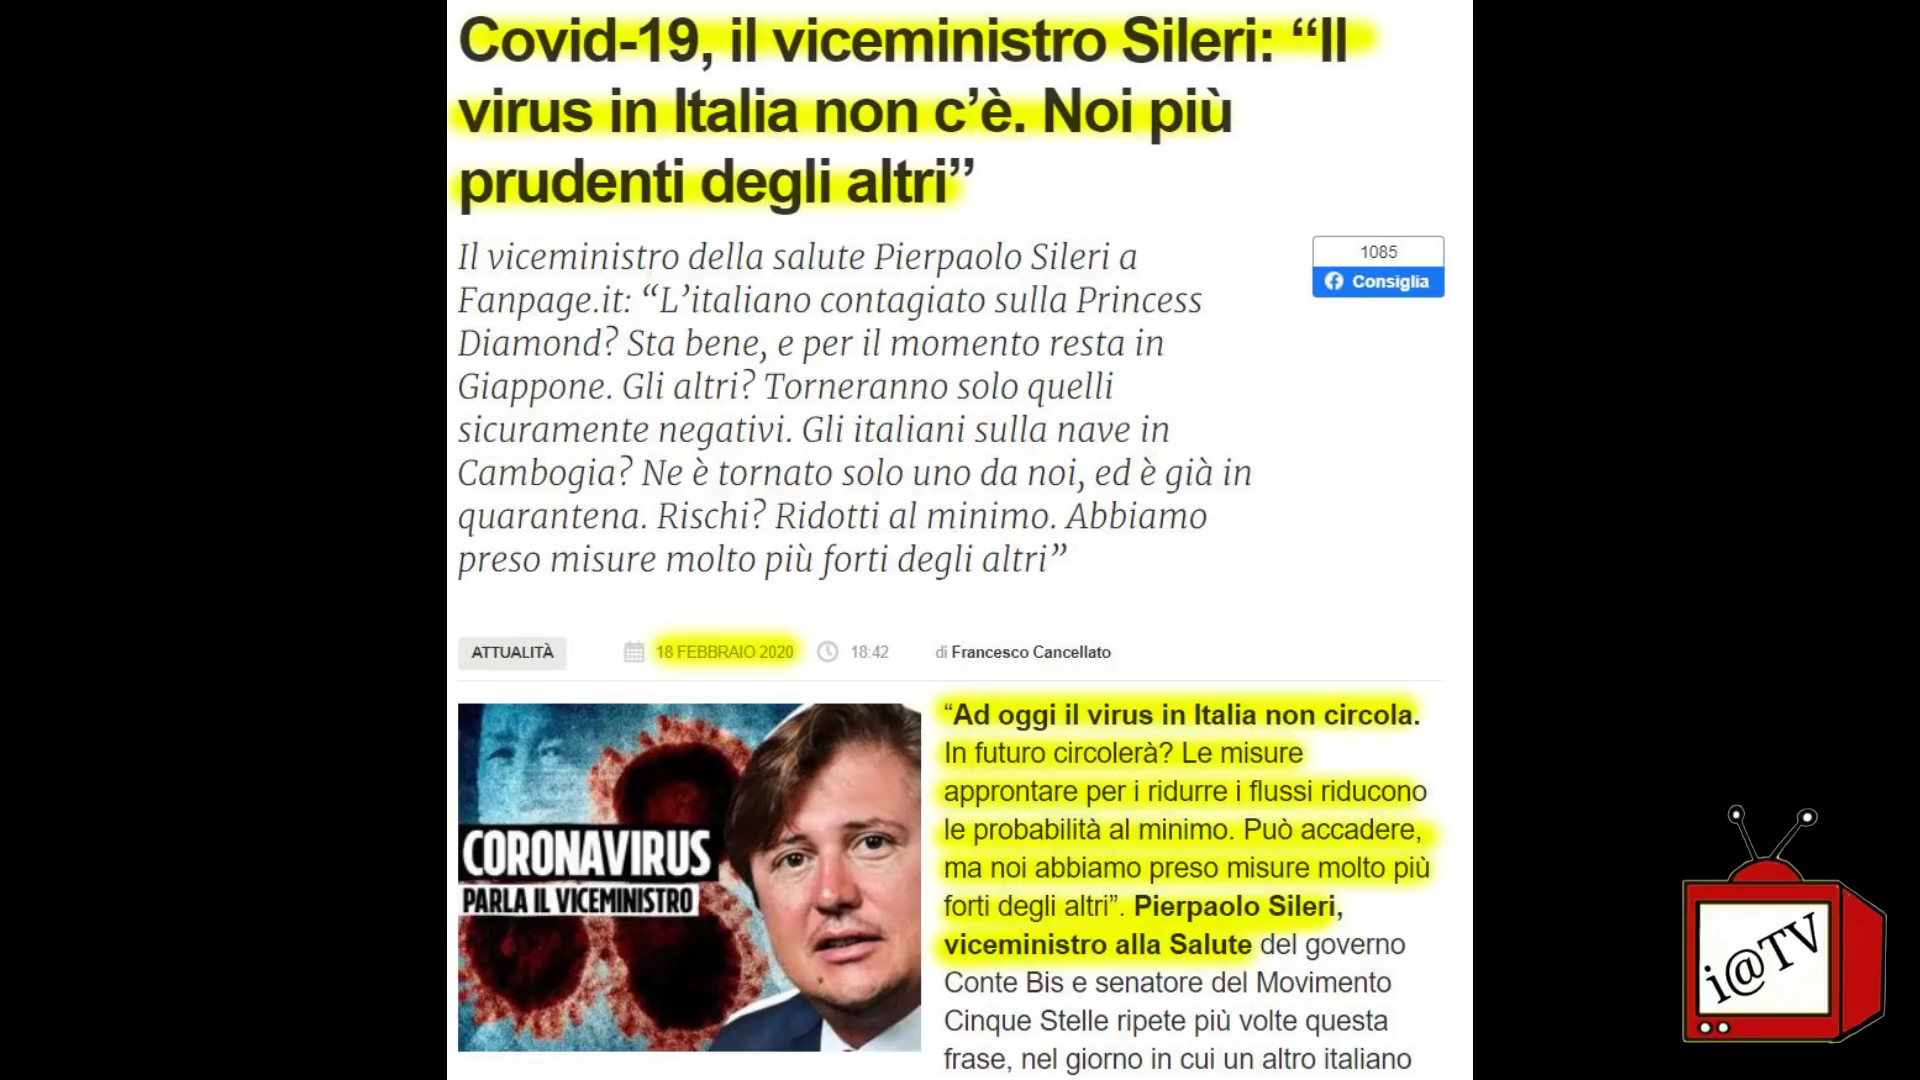 Covid-19, il viceministro Sileri: “Il
virus in Italia non c’è. Noi più
prudenti degli altri”
Il viceministro della salute Pierpaolo Sileri a
Fanpage.it: “L’italiano contagiato sulla Princess
Diamond? Sta bene, e per il momento resta in
Giappone. Gli altri? Torneranno solo quelli
sicuramente negativi. Gli italiani sulla nave in
Cambogia? Ne è tornato solo uno da noi, ed è già in
quarantena. Rischi? Ridotti al minimo. Abbiamo
preso misure molto più forti degli altri”
1085
Consiglia
ATTUALITÀ
18 FEBBRAIO 2020
18:42
di Francesco Cancellato
CORONAVIRUS
PARLA IL VICEMINISTRO
“Ad oggi il virus in Italia non circola.
In futuro circolerà? Le misure
approntare per i ridurre i flussi riducono
le probabilità al minimo. Può accadere,
ma noi abbiamo preso misure molto più
forti degli altri”. Pierpaolo Sileri,
viceministro alla Salute del governo
Conte Bis e senatore del Movimento
Cinque Stelle ripete più volte questa
frase, nel giorno in cui un altro italiano
i@TV